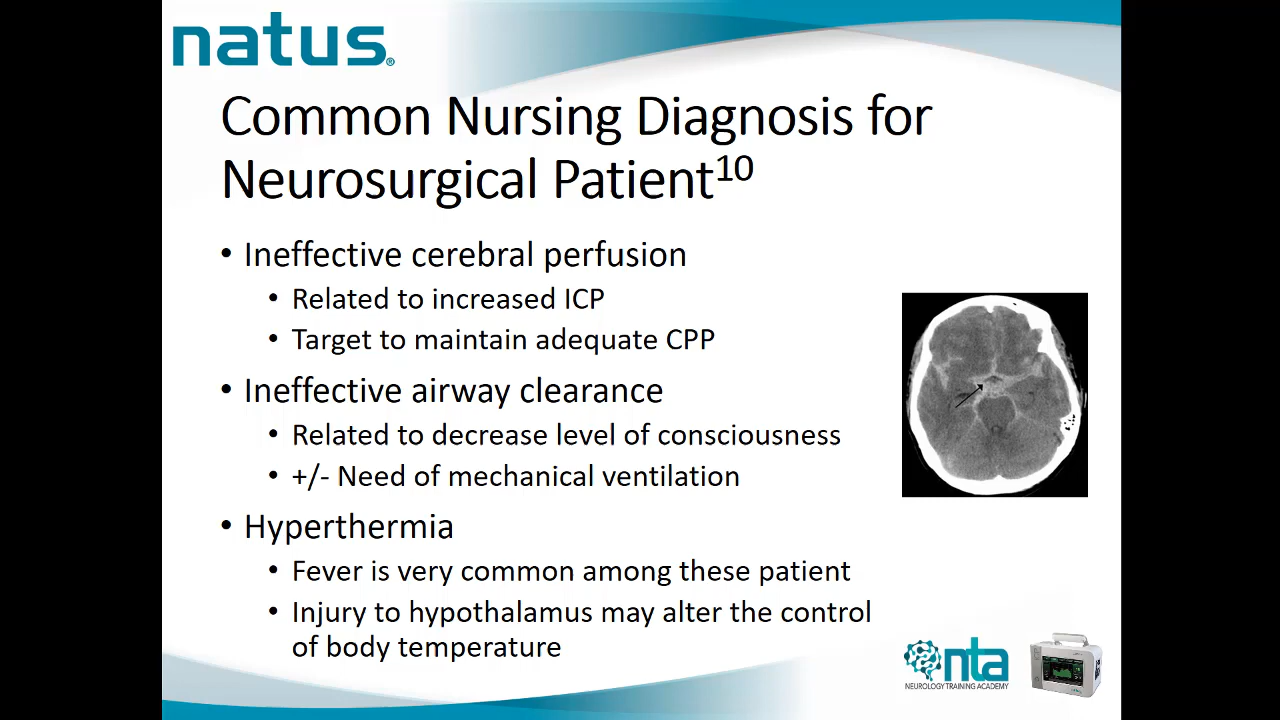 natus®
Common Nursing Diagnosis for
Neurosurgical Patient10
• Ineffective cerebral perfusion
• Related to increased ICP
• Target to maintain adequate CPP
• Ineffective airway clearance
• Related to decrease level of consciousness
• +/- Need of mechanical ventilation
• Hyperthermia
• Fever is very common among these patient
• Injury to hypothalamus may alter the control
of body temperature
nta
NEUROLOGY TRAINING ACADEMY